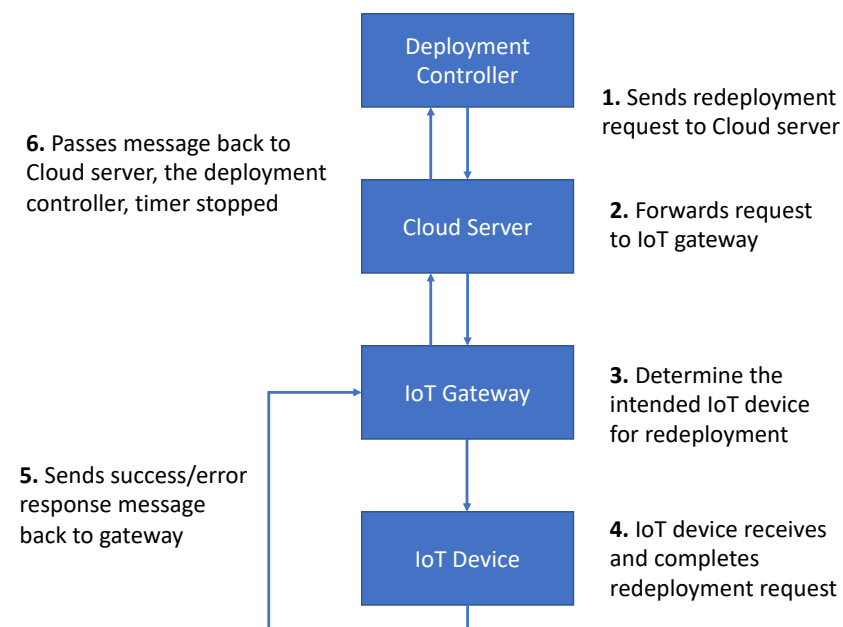 Deployment
Controller
1. Sends redeployment
request to Cloud server
6. Passes message back to
Cloud server, the deployment
controller, timer stopped
Cloud Server
2. Forwards request
to IoT gateway
IoT Gateway
3. Determine the
intended IoT device
for redeployment
5. Sends success/error
response message
back to gateway
IoT Device
4. IoT device receives
and completes
redeployment request